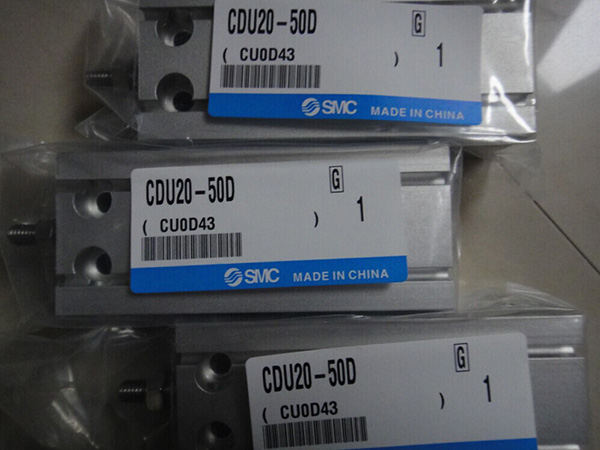 CDU20-50D G
( CU0D43 ) 1
SMC MADE IN CHINA
CDU20-50D G
( CU0D43 ) 1
SMC MADE IN CHINA
CDU20-50D G
( CU0D43 ) 1